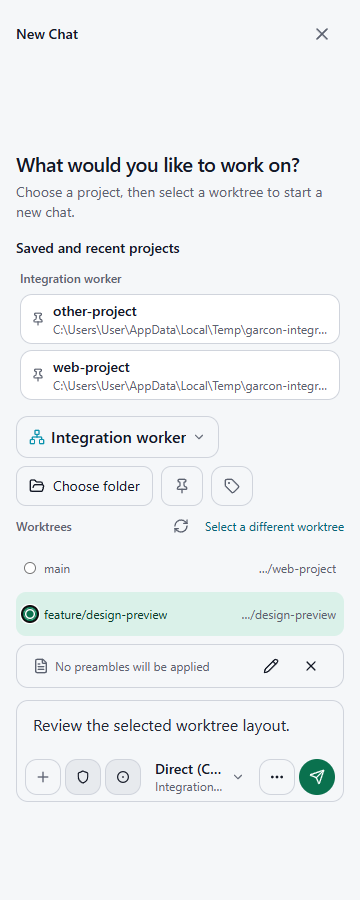 New Chat
What would you like to work on?
Choose a project, then select a worktree to start a
new chat.
Saved and recent projects
Integration worker
other-project
C:\Users\User\AppData\Local\Temp\garcon-integr...
web-project
C:\Users\User\AppData\Local\Temp\garcon-integr...
Integration worker
Choose folder
Worktrees
Select a different worktree
main
.../web-project
feature/design-preview
.../design-preview
No preambles will be applied
Review the selected worktree layout.
Direct (C...
Integration...